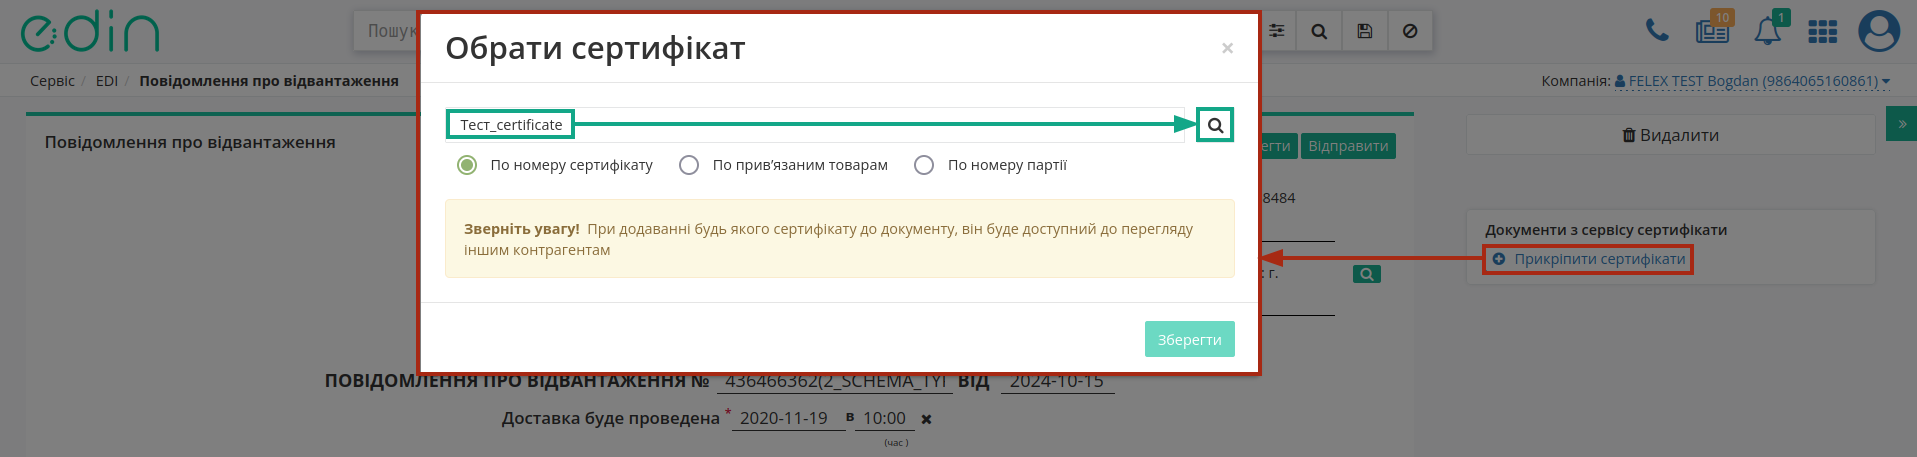 edin
Пошук
Обрати сертифікат
×
10
1
Сервіс / EDI / Повідомлення про відвантаження
Компанія: FELEX TEST Bogdan (9864065160861)
Тест_certificate
»
Повідомлення про відвантаження
егти
Відправити
Видалити
По номеру сертифікату
По прив’язаним товарам
По номеру партії
8484
Зверніть увагу! При додаванні будь якого сертифікату до документу, він буде доступний до перегляду
іншим контрагентам
Документи з сервісу сертифікати
Прикріпити сертифікати
г.
Зберегти
ПОВІДОМЛЕННЯ ПРО ВІДВАНТАЖЕННЯ № 436466362(2_SCHEMA_TYI ВІД 2024-10-15
Доставка буде проведена * 2020-11-19 в 10:00
(час )